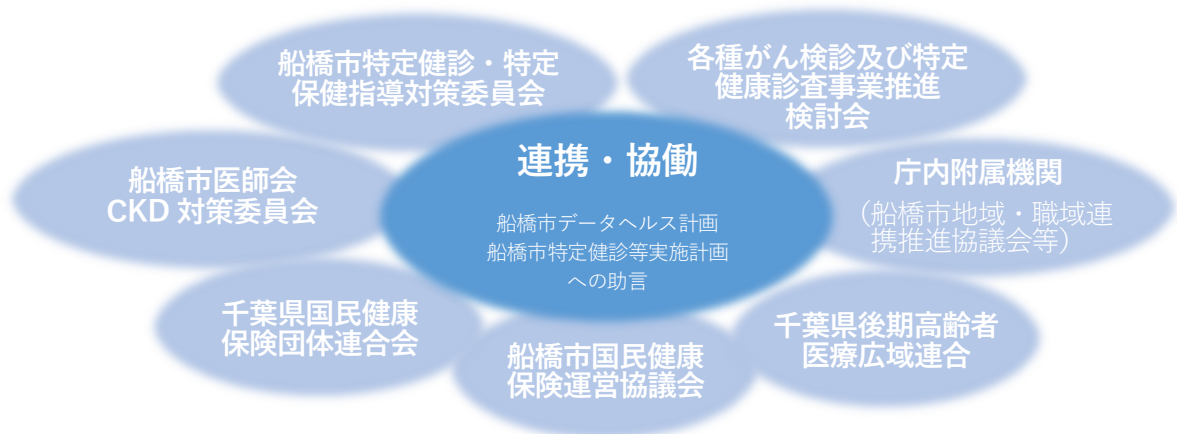 船橋市特定健診・特定
保健指導対策委員会
各種がん検診及び特定
健康診査事業推進
検討会
船橋市医師会
CKD 対策委員会
連携・協働
船橋市データヘルス計画
船橋市特定健診等実施計画
への助言
庁内附属機関
（船橋市地域・職域連
携推進協議会等）
千葉県国民健康
保険団体連合会
船橋市国民健康
保険運営協議会
千葉県後期高齢者
医療広域連合